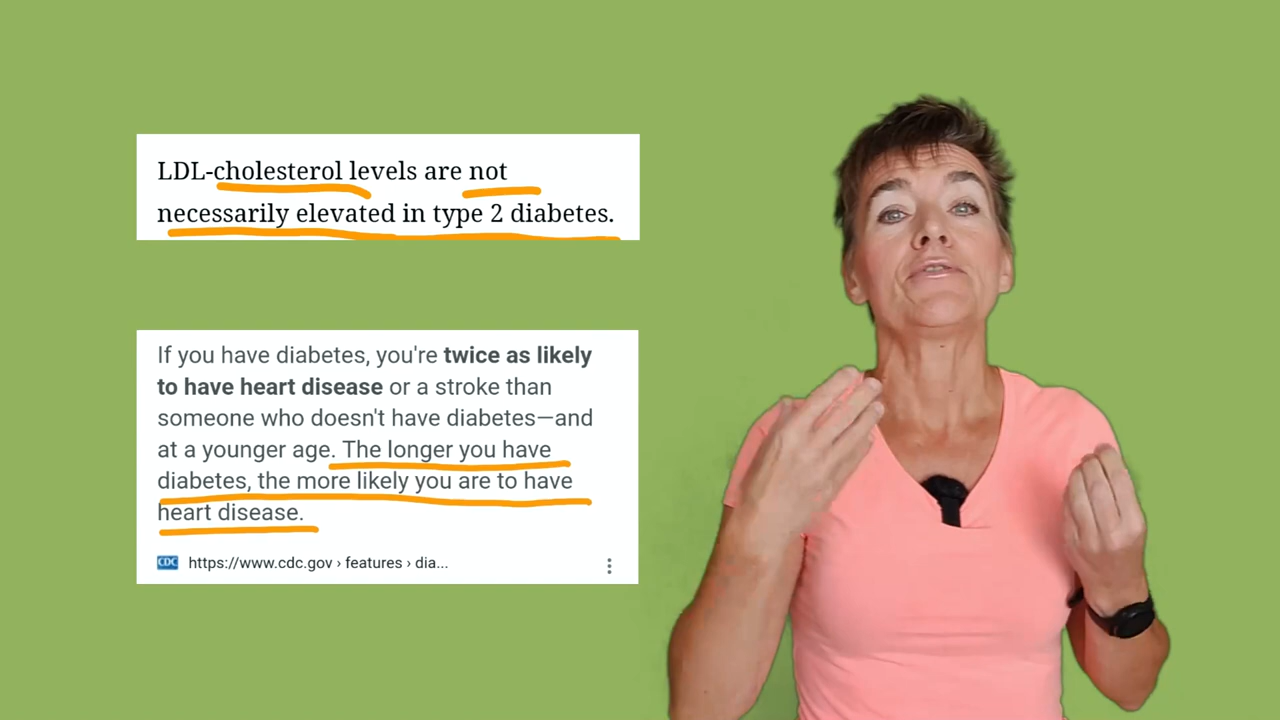 LDL-cholesterol levels are not
necessarily elevated in type 2 diabetes.
If you have diabetes, you're twice as likely
to have heart disease or a stroke than
someone who doesn't have diabetes—and
at a younger age. The longer you have
diabetes, the more likely you are to have
heart disease.
CDC https://www.cdc.gov › features › dia...